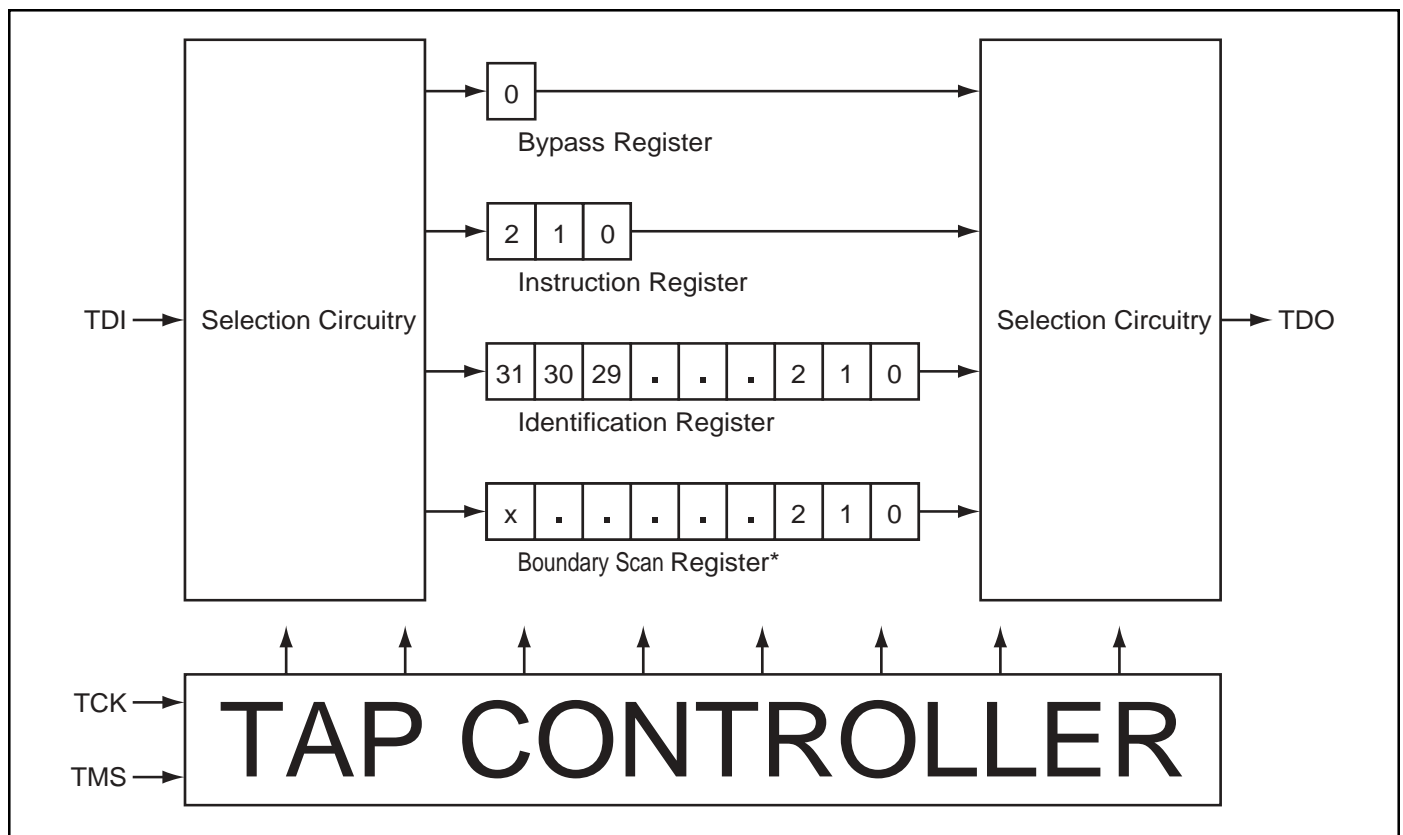 0
Bypass Register
2 1 0
Instruction Register
TDI
Selection Circuitry
Selection Circuitry
TDO
31 30 29 . . . 2 1 0
Identification Register
x . . . . . 2 1 0
Boundary Scan Register*
TCK
TMS
TAP CONTROLLER